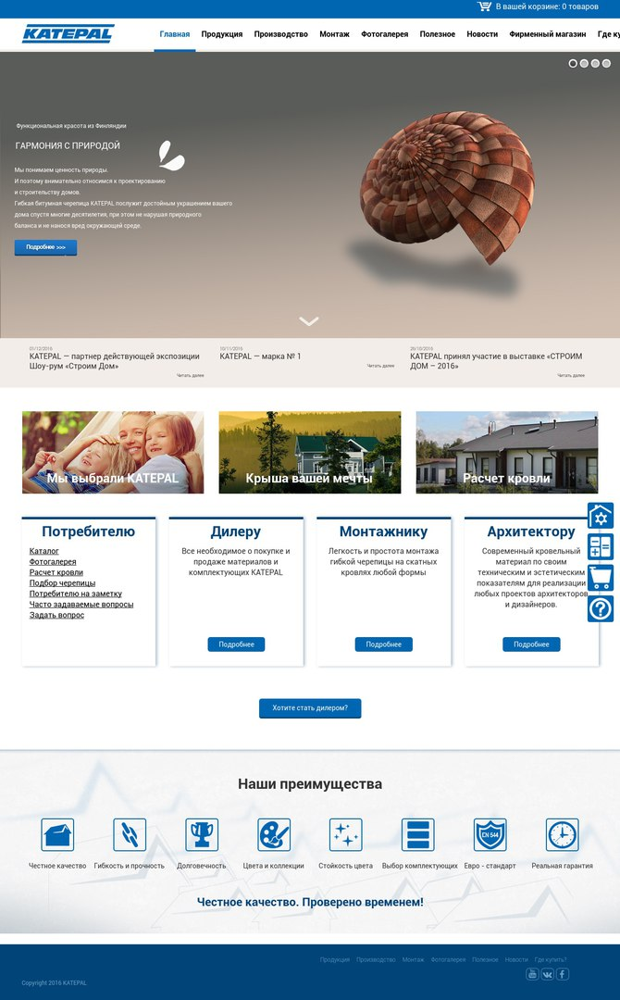 В вашей корзине: 0 товаров
KATEPAL
Главная Продукция Производство Монтаж Фотогалерея Полезное Новости Фирменный магазин Где ку
Функциональная красота из Финляндии
ГАРМОНИЯ С ПРИРОДОЙ
Мы понимаем ценность природы.
И поэтому внимательно относимся к проектированию
и строительству домов.
Гибкая битумная черепица KATEPAL послужит достойным украшением вашего
дома спустя многие десятилетия, при этом не нарушая природного
баланса и не нанося вред окружающей среде.
Подробнее >>>
01/12/2016
KATEPAL — партнер действующей экспозиции
Шоу-рум «Строим Дом»
Читать далее
10/11/2016
KATEPAL — марка № 1
Читать далее
28/10/2016
KATEPAL принял участие в выставке «СТРОИМ
ДОМ – 2016»
Читать далее
Мы выбрали KATEPAL
Крыша вашей мечты
Расчет кровли
Потребителю
Каталог
Фотогалерея
Расчет кровли
Подбор черепицы
Потребителю на заметку
Часто задаваемые вопросы
Задать вопрос
Дилеру
Все необходимое о покупке и
продаже материалов и
комплектующих KATEPAL
Подробнее
Монтажнику
Легкость и простота монтажа
гибкой черепицы на скатных
кровлях любой формы
Подробнее
Архитектору
Современный кровельный
материал по своим
техническим и эстетическим
показателям для реализации
любых проектов архитекторов
и дизайнеров.
Подробнее
Хотите стать дилером?
Наши преимущества
EN 544
Честное качество Гибкость и прочность Долговечность Цвета и коллекции Стойкость цвета Выбор комплектующих Евро - стандарт Реальная гарантия
Честное качество. Проверено временем!
Продукция Производство Монтаж Фотогалерея Полезное Новости Где купить?
Copyright 2016 KATEPAL